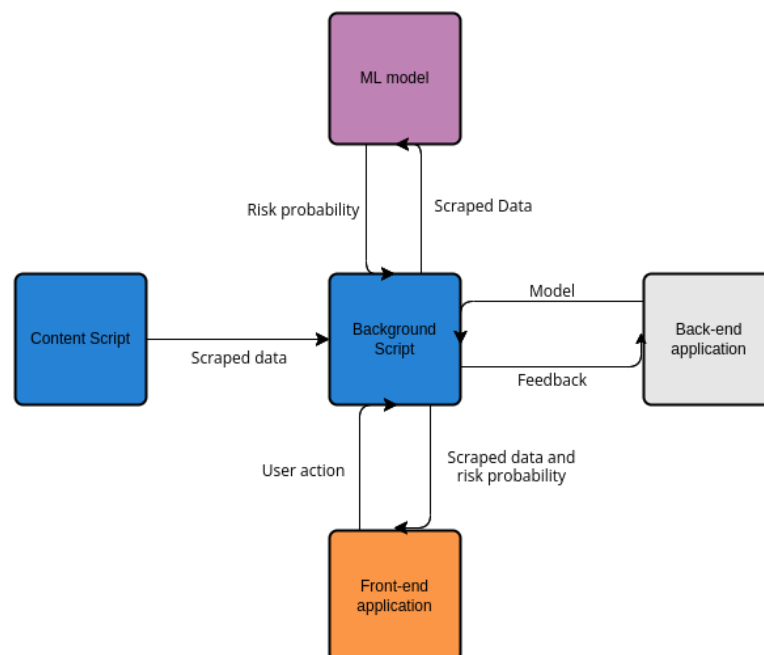 ML model
Risk probability
Scraped Data
Content Script
Scraped data
Background
Script
Model
Feedback
Back-end
application
User action
Scraped data and
risk probability
Front-end
application